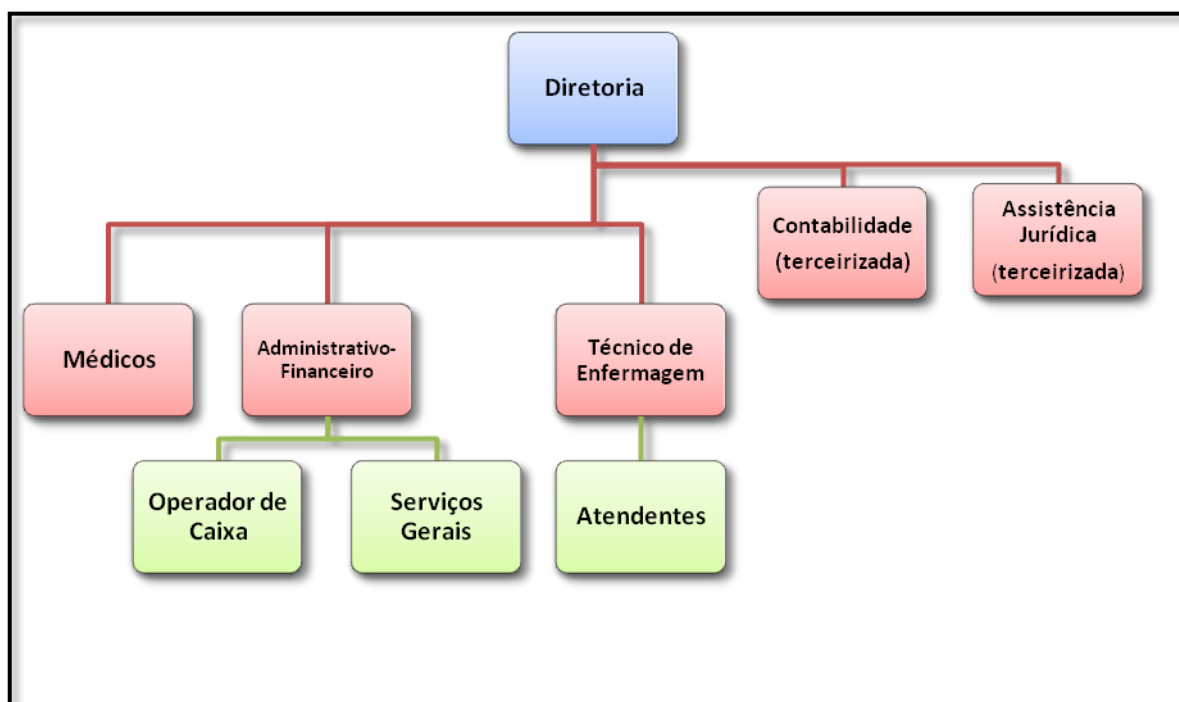 Diretoria
Contabilidade
(terceirizada)
Assistência
Jurídica
(terceirizada)
Médicos
Administrativo-
Financeiro
Técnico de
Enfermagem
Operador de
Caixa
Serviços
Gerais
Atendentes